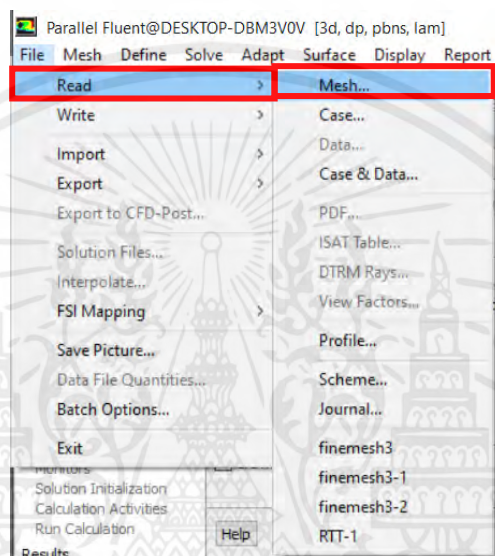 Parallel Fluent@DESKTOP-DBM3V0V [3d, dp, pbns, lam]
File Mesh Define Solve Adapt Surface Display Report
Read >
Write >
Import >
Export >
Export to CFD-Post...
Solution Files...
Interpolate...
FSI Mapping >
Save Picture...
Data File Quantities...
Batch Options...
Exit
Mesh...
Case...
Data...
Case & Data...
PDF...
ISAT Table...
DTRM Rays...
View Factors...
Profile...
Scheme...
Journal...
finemesh3
finemesh3-1
finemesh3-2
RTT-1
Monitors
Solution Initialization
Calculation Activities
Run Calculation
Results
Help